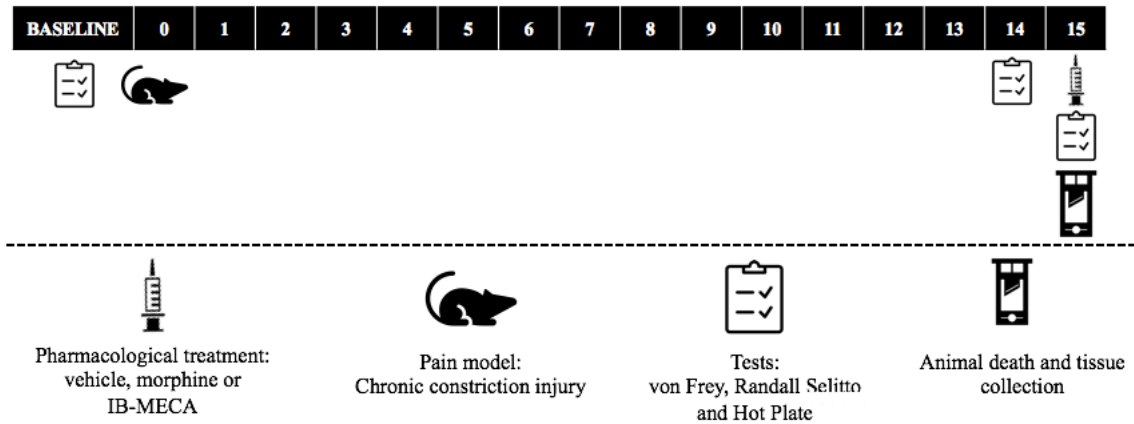 BASELINE 0 1 2 3 4 5 6 7 8 9 10 11 12 13 14 15
Pharmacological treatment:
vehicle, morphine or
IB-MECA
Pain model:
Chronic constriction injury
Tests:
von Frey, Randall Selitto
and Hot Plate
Animal death and tissue
collection